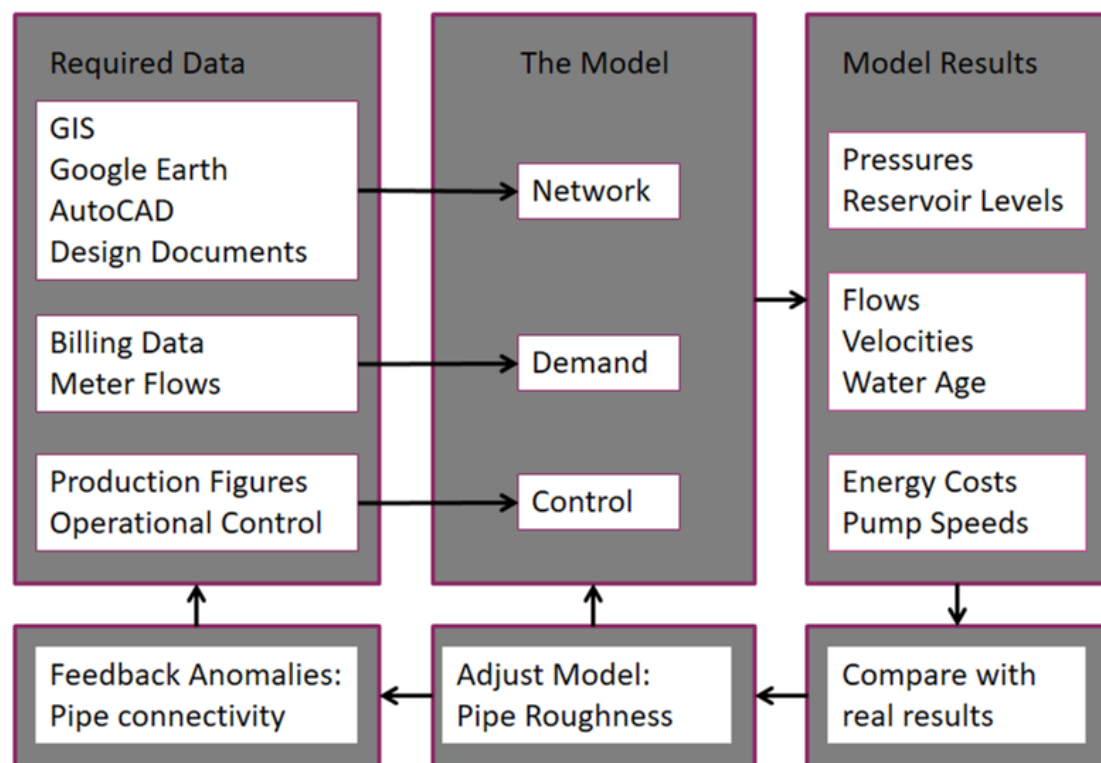 Required Data
GIS
Google Earth
AutoCAD
Design Documents
Billing Data
Meter Flows
Production Figures
Operational Control
The Model
Network
Demand
Control
Model Results
Pressures
Reservoir Levels
Flows
Velocities
Water Age
Energy Costs
Pump Speeds
Feedback Anomalies:
Pipe connectivity
Adjust Model:
Pipe Roughness
Compare with
real results